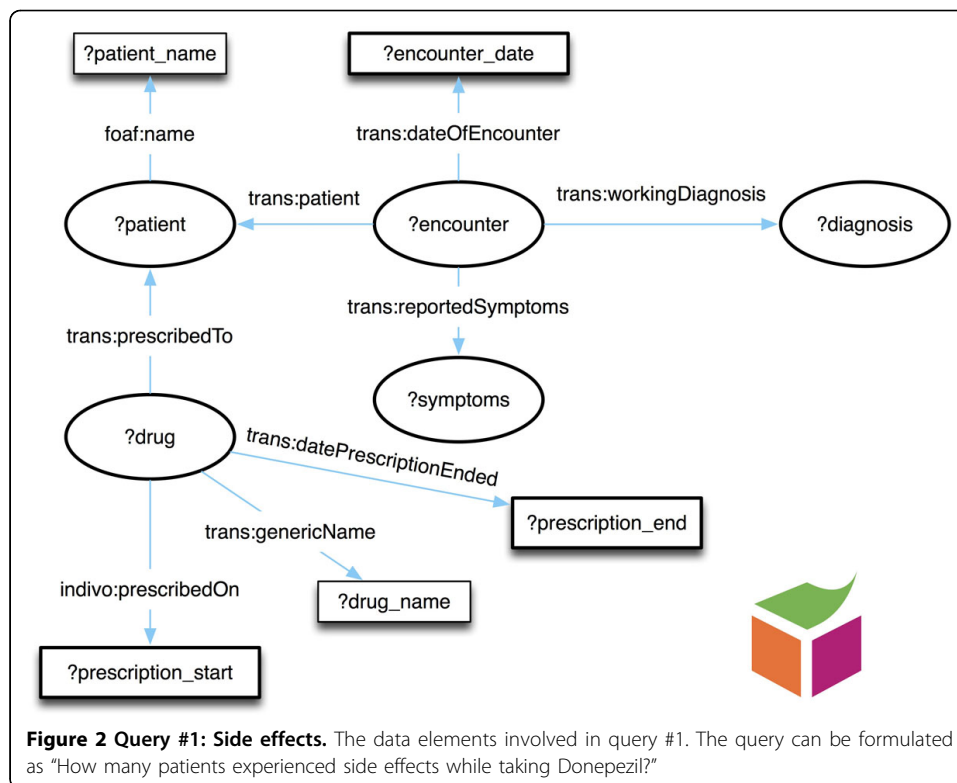 ?patient_name
?encounter_date
foaf:name
trans:dateOfEncounter
trans:patient
trans:workingDiagnosis
?patient
?encounter
?diagnosis
trans:reportedSymptoms
trans:prescribedTo
?symptoms
?drug
trans:datePrescriptionEnded
?prescription_end
trans:genericName
indivo:prescribedOn
?drug_name
?prescription_start
Figure 2 Query #1: Side effects. The data elements involved in query #1. The query can be formulated
as “How many patients experienced side effects while taking Donepezil?”